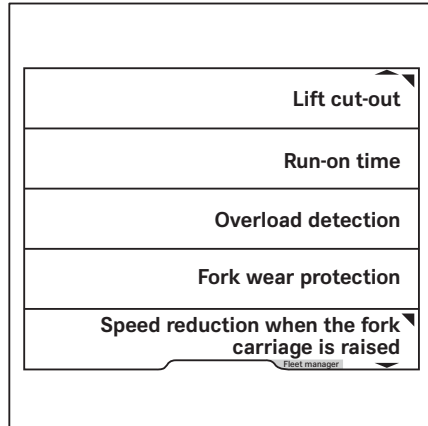 Lift cut-out
Run-on time
Overload detection
Fork wear protection
Speed reduction when the fork
carriage is raised
Fleet manager